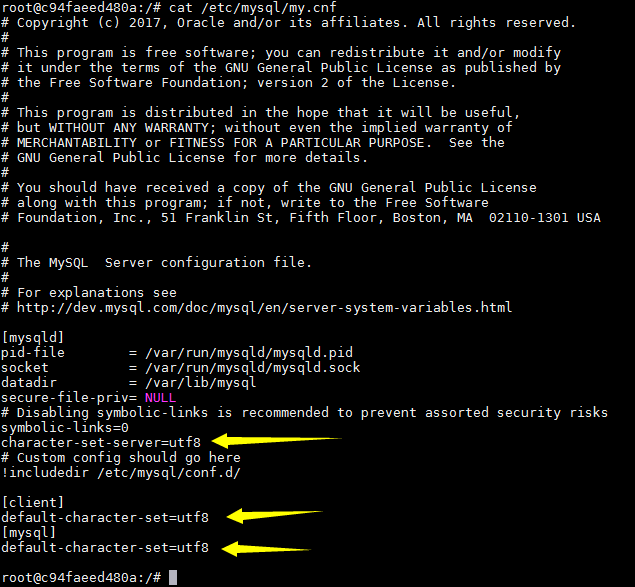 root@c94faeed480a:/# cat /etc/mysql/my.cnf
# Copyright (c) 2017, Oracle and/or its affiliates. All rights reserved.
#
# This program is free software; you can redistribute it and/or modify
# it under the terms of the GNU General Public License as published by
# the Free Software Foundation; version 2 of the License.
#
# This program is distributed in the hope that it will be useful,
# but WITHOUT ANY WARRANTY; without even the implied warranty of
# MERCHANTABILITY or FITNESS FOR A PARTICULAR PURPOSE.  See the
# GNU General Public License for more details.
#
# You should have received a copy of the GNU General Public License
# along with this program; if not, write to the Free Software
# Foundation, Inc., 51 Franklin St, Fifth Floor, Boston, MA  02110-1301 USA
#
# The MySQL  Server configuration file.
#
# For explanations see
# http://dev.mysql.com/doc/mysql/en/server-system-variables.html
[mysqld]
pid-file        = /var/run/mysqld/mysqld.pid
socket          = /var/run/mysqld/mysqld.sock
datadir         = /var/lib/mysql
secure-file-priv= NULL
# Disabling symbolic-links is recommended to prevent assorted security risks
symbolic-links=0
character-set-server=utf8
# Custom config should go here
!includedir /etc/mysql/conf.d/
[client]
default-character-set=utf8
[mysql]
default-character-set=utf8
root@c94faeed480a:/#